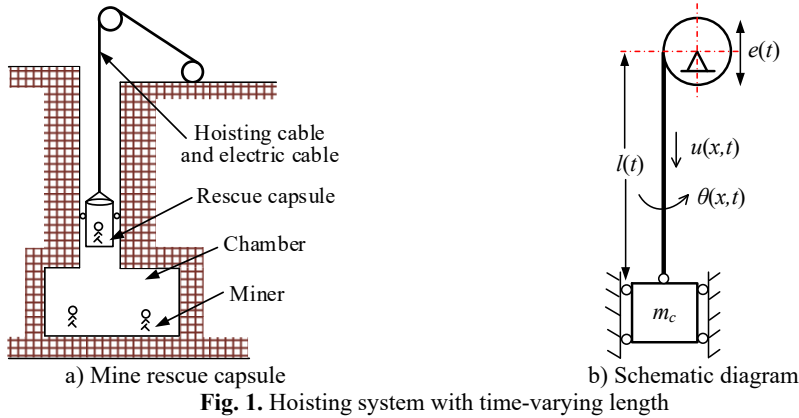 Hoisting cable
and electric cable
Rescue capsule
Chamber
Miner
a) Mine rescue capsule
e(t)
u(x,t)
l(t)
θ(x,t)
m_c
b) Schematic diagram
Fig. 1. Hoisting system with time-varying length